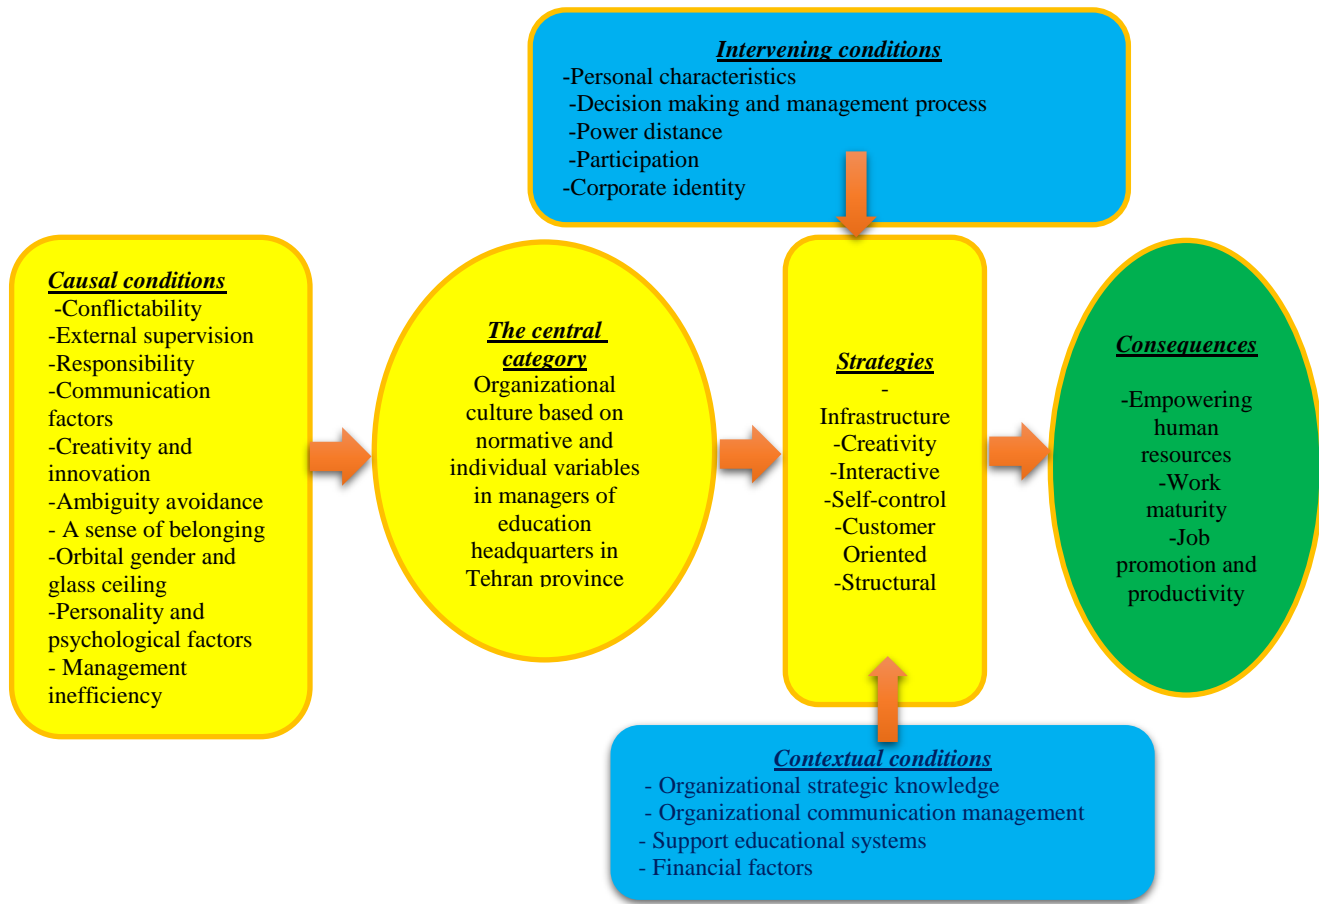 Intervening conditions
-Personal characteristics
-Decision making and management process
-Power distance
-Participation
-Corporate identity
Causal conditions
-Conflictability
-External supervision
-Responsibility
-Communication
factors
-Creativity and
innovation
-Ambiguity avoidance
- A sense of belonging
-Orbital gender and
glass ceiling
-Personality and
psychological factors
- Management
inefficiency
The central
category
Organizational
culture based on
normative and
individual variables
in managers of
education
headquarters in
Tehran province
Strategies
-
Infrastructure
-Creativity
-Interactive
-Self-control
-Customer
Oriented
-Structural
Consequences
-Empowering
human
resources
-Work
maturity
-Job
promotion and
productivity
Contextual conditions
- Organizational strategic knowledge
- Organizational communication management
- Support educational systems
- Financial factors